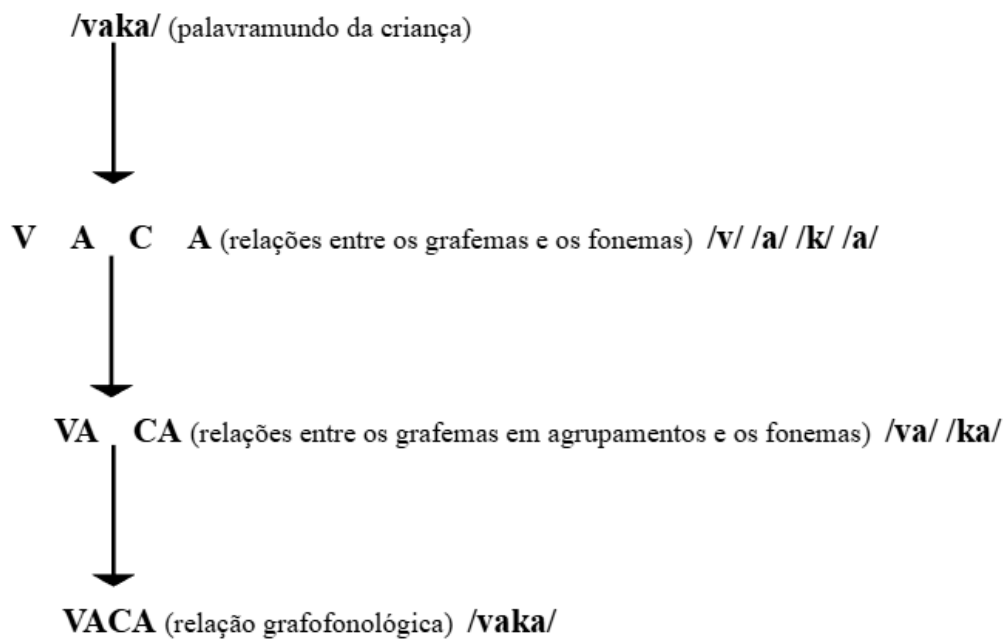 /vaka/ (palavramundo da criança)
V A C A (relações entre os grafemas e os fonemas) /v/ /a/ /k/ /a/
VA CA (relações entre os grafemas em agrupamentos e os fonemas) /va/ /ka/
VACA (relação grafofonológica) /vaka/